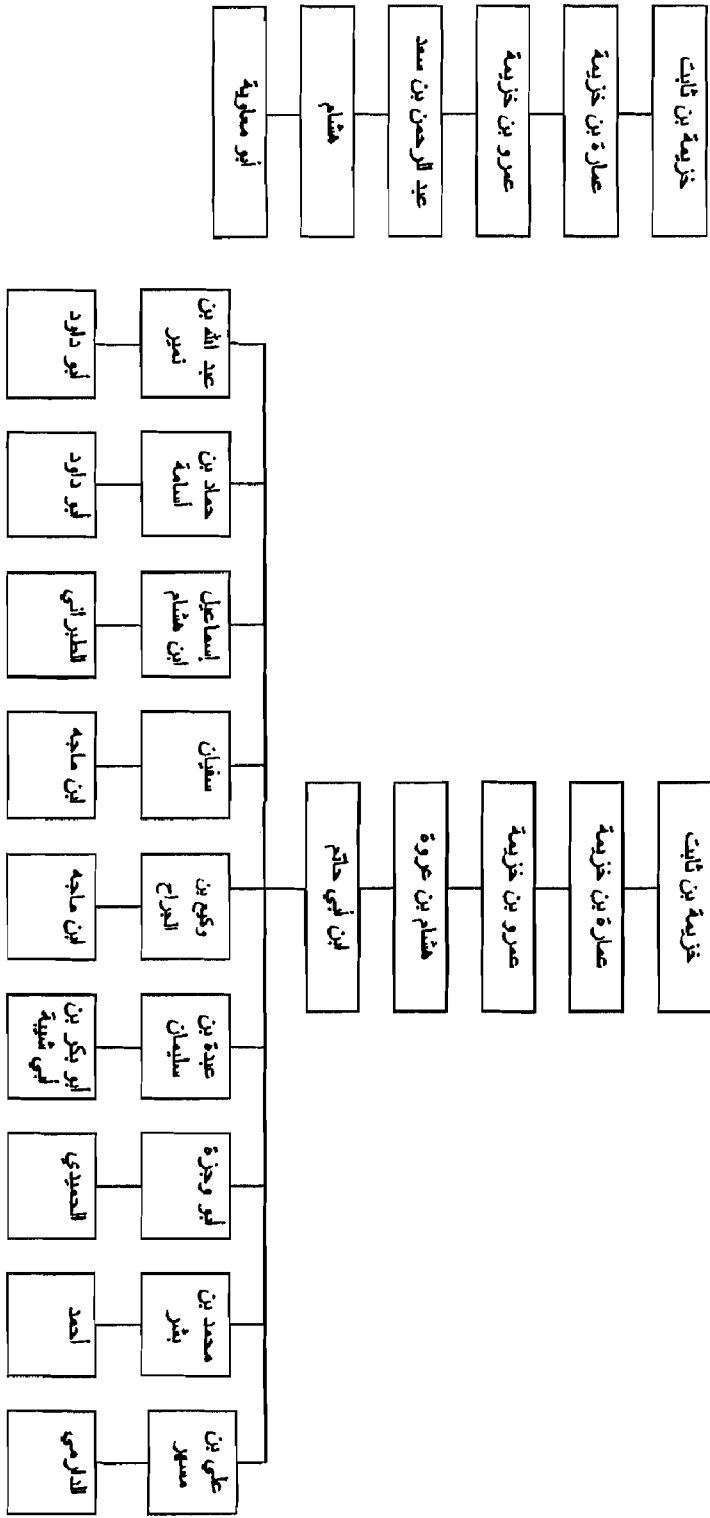 خزيمة بن ثابت
عمارة بن خزيمة
عمرو بن خزيمة
عبد الرحمن بن سعد
هشام
أبو معاوية
خزيمة بن ثابت
عمارة بن خزيمة
عمرو بن خزيمة
هشام بن عروة
ابن أبي حاتم
علي بن
مسهر
محمد بن
بشر
أبو وجزة
عبدة بن
سليمان
وكيع بن
الجراح
سفيان
إسماعيل
ابن هشام
حماد بن
أسامة
عبد الله بن
نمير
الدارمي
أحمد
الحميدي
أبو بكر بن
أبي شيبة
ابن ماجه
ابن ماجه
الطبراني
أبو داود
أبو داود